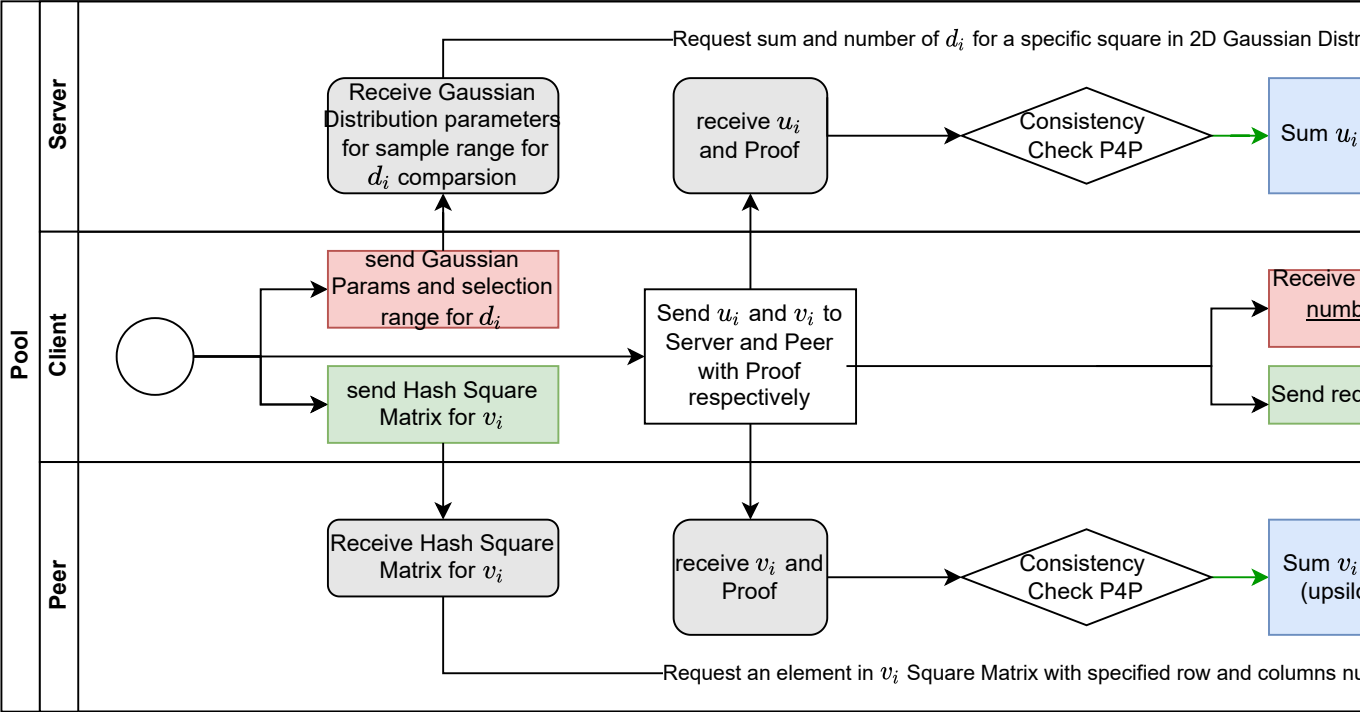 Pool
Server
Request sum and number of d_i for a specific square in 2D Gaussian Distr
Receive Gaussian
Distribution parameters
for sample range for
d_i comparsion
receive u_i
and Proof
Consistency
Check P4P
Sum u_i
Client
send Gaussian
Params and selection
range for d_i
send Hash Square
Matrix for v_i
Send u_i and v_i to
Server and Peer
with Proof
respectively
Receive
numb
Send req
Peer
Receive Hash Square
Matrix for v_i
receive v_i and
Proof
Consistency
Check P4P
Sum v_i
(upsilo
Request an element in v_i Square Matrix with specified row and columns nu